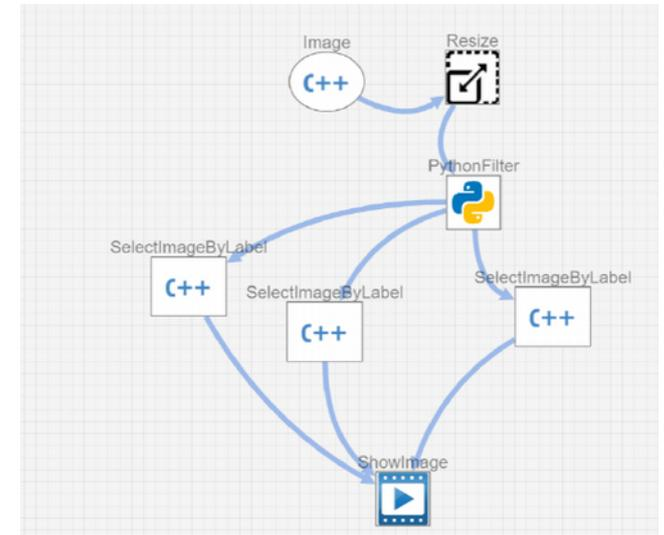 Image
Resize
C++
PythonFilter
SelectImageByLabel
C++
SelectImageByLabel
C++
SelectImageByLabel
C++
ShowImage